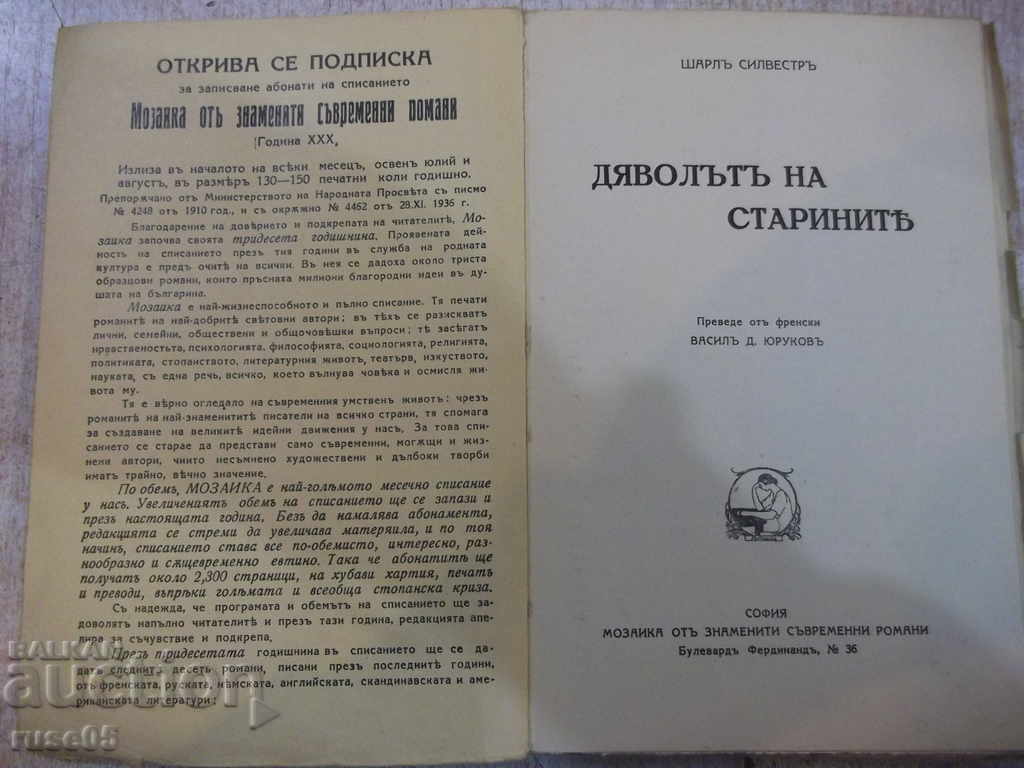 ОТКРИВА СЕ ПОДПИСКА
за записване абонати на списанието
Мозайка отъ знаменити съвременни романи
(Година XXX,
Излиза въ началото на всѣки месецъ, освенъ юлий и
августъ, въ размѣръ 130—150 печатни коли годишно.
Препорѫчано отъ Министерството на Народната Просвѣта съ писмо
№ 4248 отъ 1910 год., и съ окрѫжно № 4462 отъ 28.XI. 1936 г.
Благодарение на довѣрието и подкрепата на читателитѣ, Мо-
заика започва своята тридесета годишнина. Проявената дей-
ность на списанието презъ тия години въ служба на родната
култура е предъ очитѣ на всички. Въ нея се дадоха около триста
образцови романи, които пръснаха милиони благородни идеи въ ду-
шата на българина.
Мозаика е най-жизнеспособното и пълно списание. Тя печати
романитѣ на най-добритѣ световни автори; въ тѣхъ се разискватъ
лични, семейни, обществени и общочовѣшки въпроси; тѣ засѣгатъ
нравствеността, психологията, философията, социологията, религията,
политиката, стопанството, литературния животъ, театъра, изкуството,
науката, съ една речь, всичко, което вълнува човѣка и осмисля жи-
вота му.
Тя е вѣрно огледало на съвременния умственъ животъ: чрезъ
романитѣ на най-знаменититѣ писатели на всичко страни, тя спомага
за създаване на великитѣ идейни движения у насъ. За това спи-
санието се старае да представи само съвременни, могѫщи и жиз-
нени автори, чиито несъмнено художествени и дълбоки творби
иматъ трайно, вѣчно значение.
По обемъ, МОЗАИКА е най-голѣмото месечно списание
у насъ. Увеличениятъ обемъ на списанието ще се запази и
презъ настоящата година, Безъ да намалява абонамента,
редакцията се стреми да увеличава материяла, и по тоя
начинъ, списанието става все по-обемисто, интересно, раз-
нообразно и сѫщевременно евтино. Така че абонатитѣ ще
получатъ около 2,300 страници, на хубави хартия, печатъ
и преводи, въпрѣки голѣмата и всеобща стопанска криза.
Съ надежда, че програмата и обемътъ на списанието ще за-
доволятъ напълно читателитѣ и презъ тази година, редакцията апе-
лира за съчувствие и подкрепа,
Презъ тридесетата годишнина въ списанието ще се да-
датъ следнитѣ десеть романи, писани презъ последнитѣ години,
отъ френската, руската, нѣмската, английската, скандинавската и аме-
риканската литератури:
ШАРЛЪ СИЛВЕСТРЪ
ДЯВОЛЪТЪ НА
СТАРИНИТѢ
Преведе отъ френски
ВАСИЛЪ Д. ЮРУКОВЪ
СОФИЯ
МОЗАИКА ОТЪ ЗНАМЕНИТИ СЪВРЕМЕННИ РОМАНИ
Булевардъ Фердинандъ, № 36
БАЛКАН
auction
ruse05